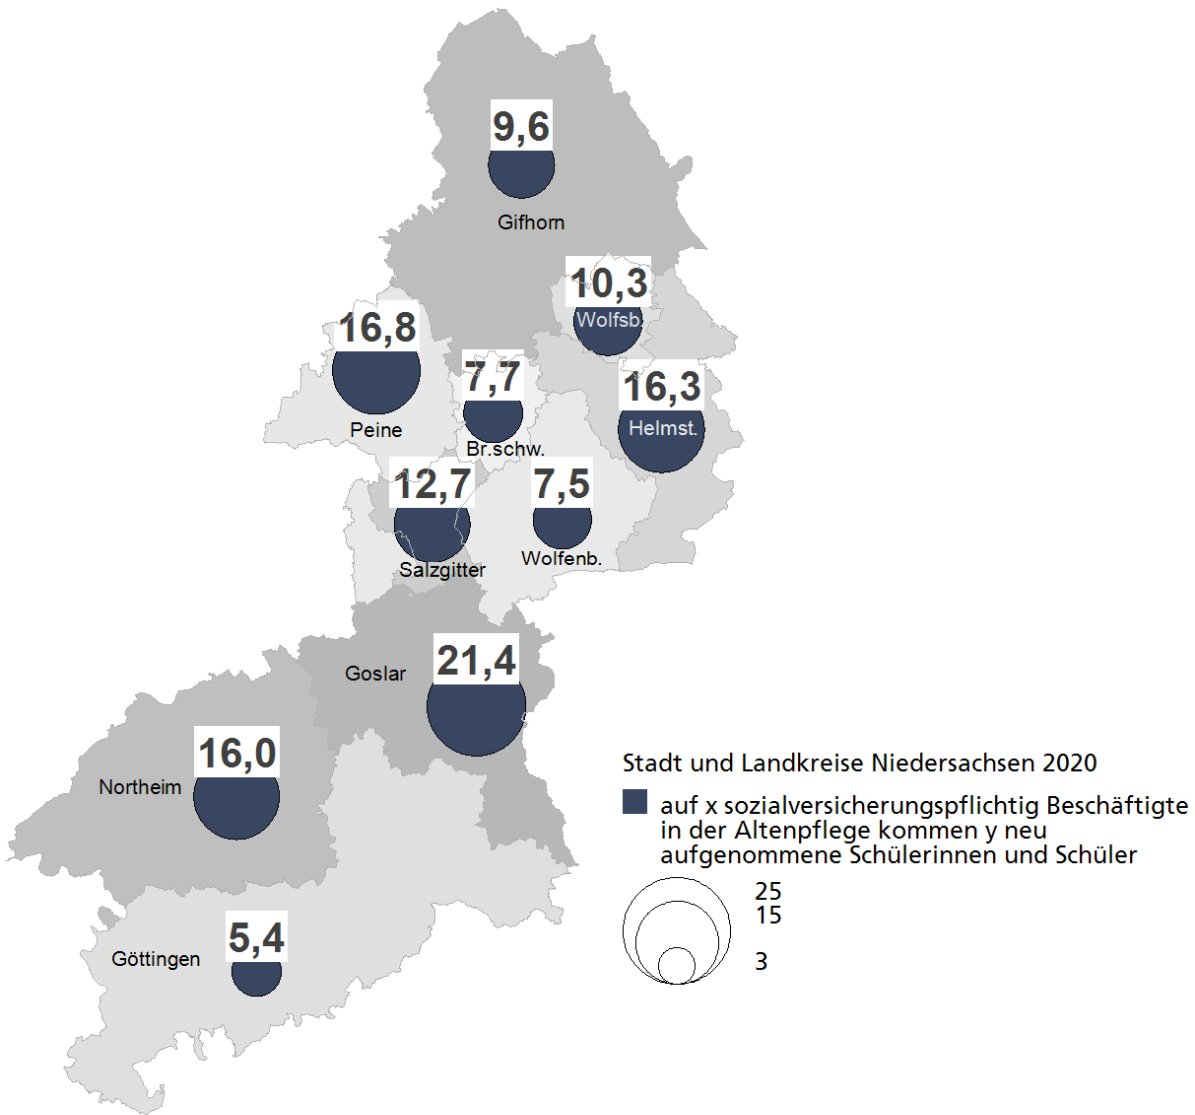 9,6
Gifhorn
10,3
Wolfsb.
16,8
Peine
7,7
Br.schw.
16,3
Helmst.
12,7
Salzgitter
7,5
Wolfenb.
Goslar
21,4
16,0
Northeim
5,4
Göttingen
Stadt und Landkreise Niedersachsen 2020
auf x sozialversicherungspflichtig Beschäftigte
in der Altenpflege kommen y neu
aufgenommene Schülerinnen und Schüler
25
15
3